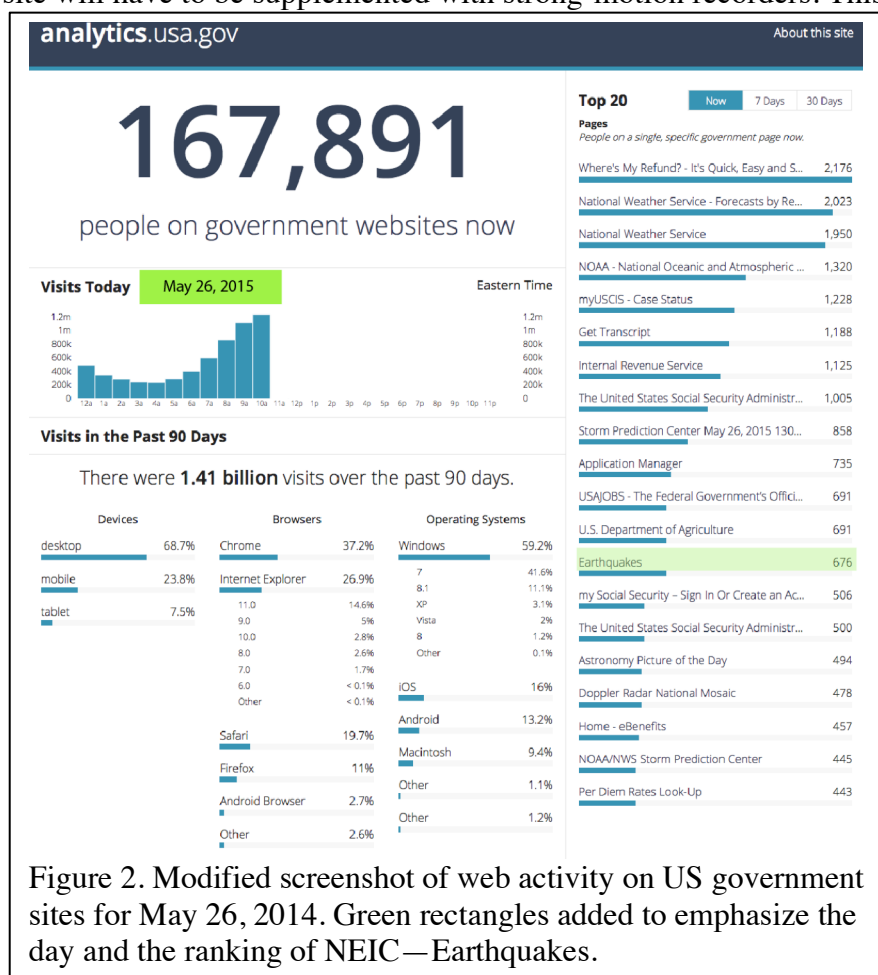 site will have to be supplemented with strong-motion recorders. This
analytics.usa.gov
About this site
167,891
people on government websites now
Visits Today
May 26, 2015
Eastern Time
1.2m
1m
800k
600k
400k
200k
0
1.2m
1m
800k
600k
400k
200k
0
12a 1a 2a 3a 4a 5a 6a 7a 8a 9a 10a 11a 12p 1p 2p 3p 4p 5p 6p 7p 8p 9p 10p 11p
Visits in the Past 90 Days
There were 1.41 billion visits over the past 90 days.
Devices
desktop 68.7%
mobile 23.8%
tablet 7.5%
Browsers
Chrome 37.2%
Internet Explorer 26.9%
11.0 14.6%
9.0 5%
10.0 2.8%
8.0 2.6%
7.0 1.7%
6.0 < 0.1%
Other < 0.1%
Safari 19.7%
Firefox 11%
Android Browser 2.7%
Other 2.6%
Operating Systems
Windows 59.2%
7 41.6%
8.1 11.1%
XP 3.1%
Vista 2%
8 1.2%
Other 0.1%
iOS 16%
Android 13.2%
Macintosh 9.4%
Other 1.1%
Other 1.2%
Top 20
Now 7 Days 30 Days
Pages
People on a single, specific government page now.
Where's My Refund? - It's Quick, Easy and S... 2,176
National Weather Service - Forecasts by Re... 2,023
National Weather Service 1,950
NOAA - National Oceanic and Atmospheric ... 1,320
myUSCIS - Case Status 1,228
Get Transcript 1,188
Internal Revenue Service 1,125
The United States Social Security Administr... 1,005
Storm Prediction Center May 26, 2015 130... 858
Application Manager 735
USAJOBS - The Federal Government's Offici... 691
U.S. Department of Agriculture 691
Earthquakes 676
my Social Security – Sign In Or Create an Ac... 506
The United States Social Security Administr... 500
Astronomy Picture of the Day 494
Doppler Radar National Mosaic 478
Home - eBenefits 457
NOAA/NWS Storm Prediction Center 445
Per Diem Rates Look-Up 443
Figure 2. Modified screenshot of web activity on US government
sites for May 26, 2014. Green rectangles added to emphasize the
day and the ranking of NEIC—Earthquakes.